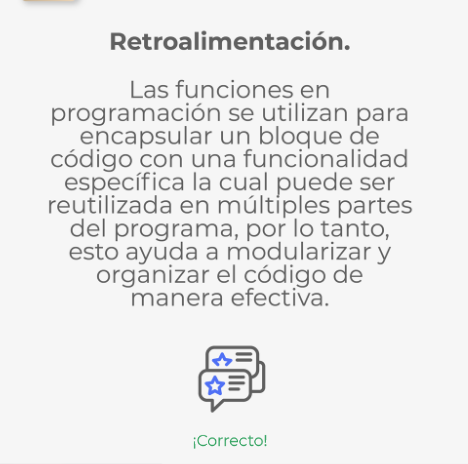 Retroalimentación.
Las funciones en
programación se utilizan para
encapsular un bloque de
código con una funcionalidad
específica la cual puede ser
reutilizada en múltiples partes
del programa, por lo tanto,
esto ayuda a modularizar y
organizar el código de
manera efectiva.
¡Correcto!